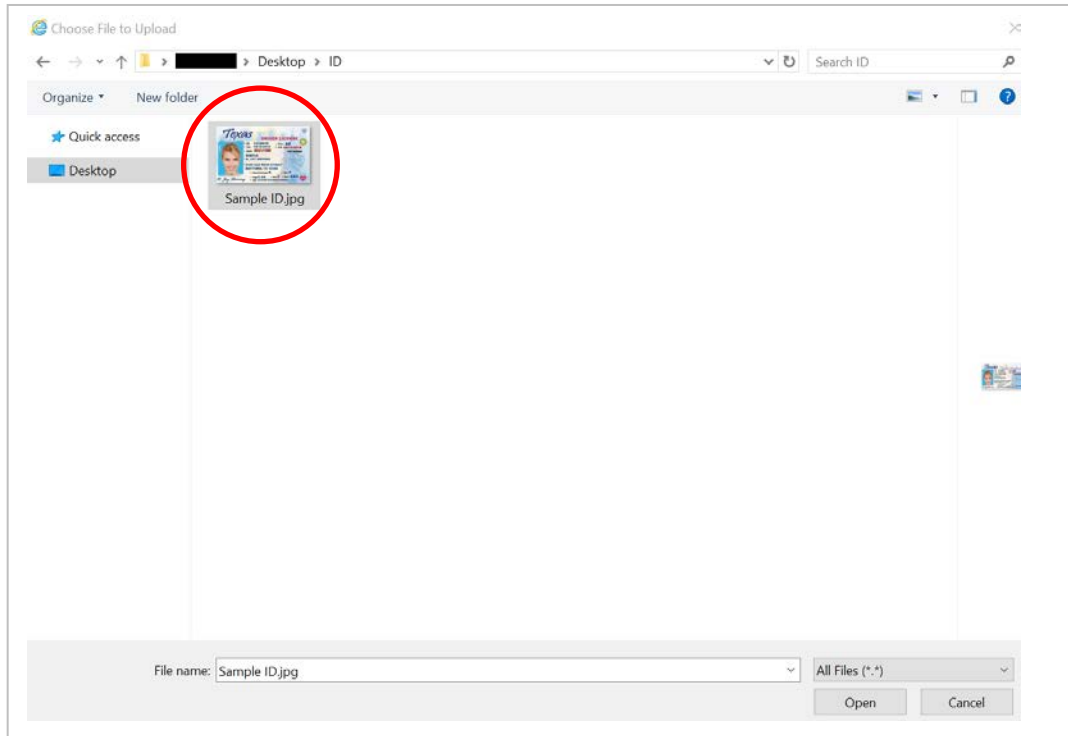 Choose File to Upload
Desktop > ID
Search ID
Organize
New folder
Quick access
Desktop
Texas
Sample ID.jpg
File name: Sample ID.jpg
All Files (*.*)
Open
Cancel